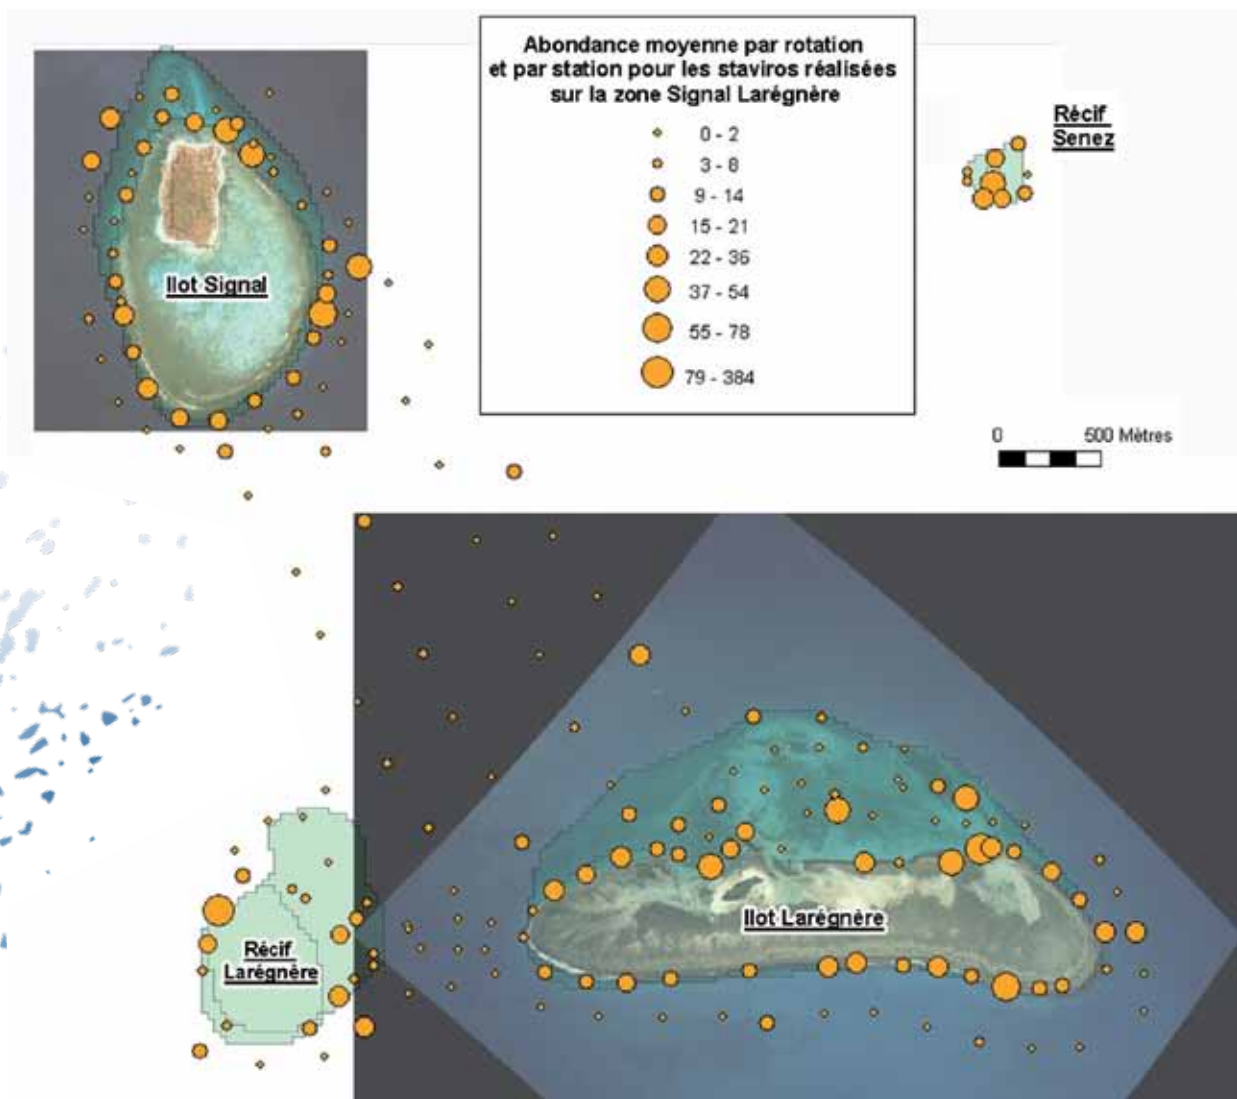 Abondance moyenne par rotation
et par station pour les staviros réalisées
sur la zone Signal Larégnère
0 - 2
3 - 8
9 - 14
15 - 21
22 - 36
37 - 54
55 - 78
79 - 384
Récif
Senez
Ilot Signal
0 500 Mètres
Ilot Larégnère
Récif
Larégnère